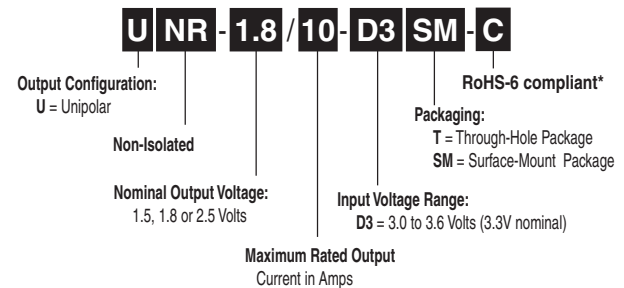 U NR - 1.8 / 10 - D3 SM - C
Output Configuration:
U = Unipolar
Non-Isolated
Nominal Output Voltage:
1.5, 1.8 or 2.5 Volts
Maximum Rated Output
Current in Amps
Input Voltage Range:
D3 = 3.0 to 3.6 Volts (3.3V nominal)
Packaging:
T = Through-Hole Package
SM = Surface-Mount Package
RoHS-6 compliant*